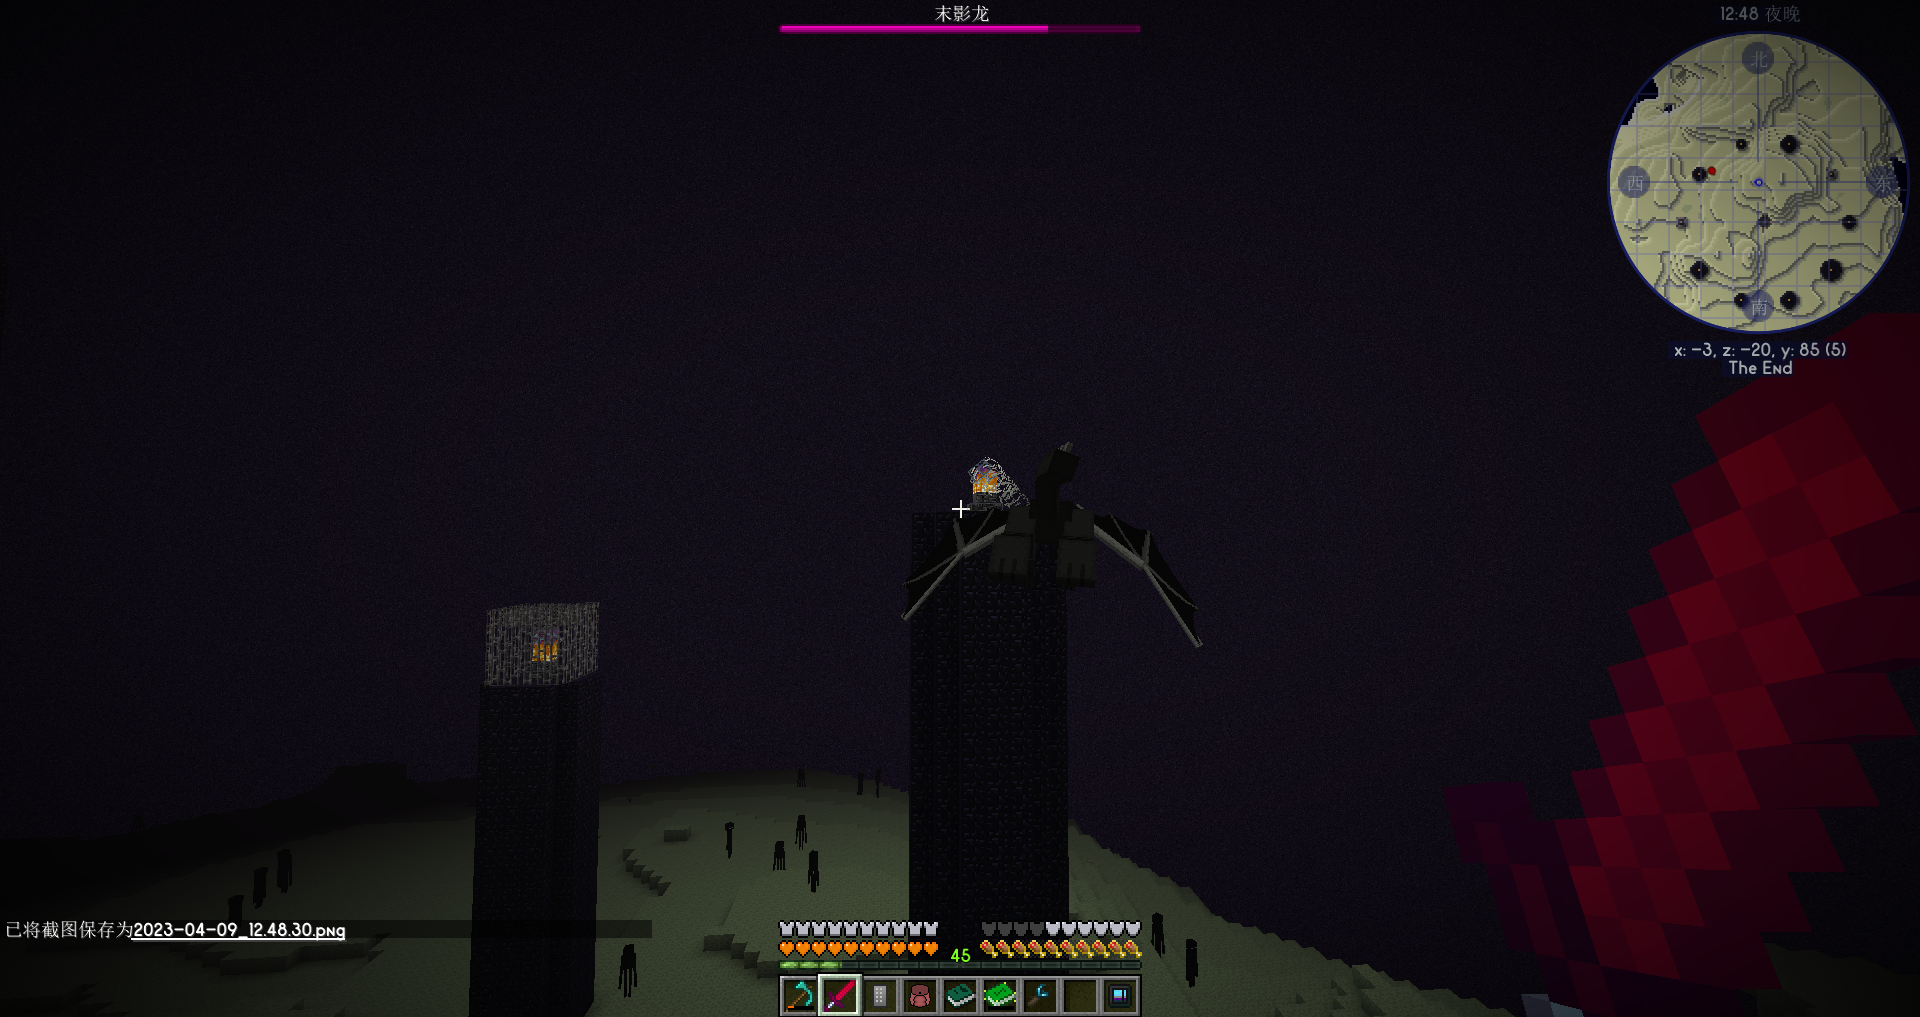 末影龙
12:48 夜晚
北
西
东
南
x: -3, z: -20, y: 85 (5)
The End
已将截图保存为2023-04-09_12.48.30.png
45